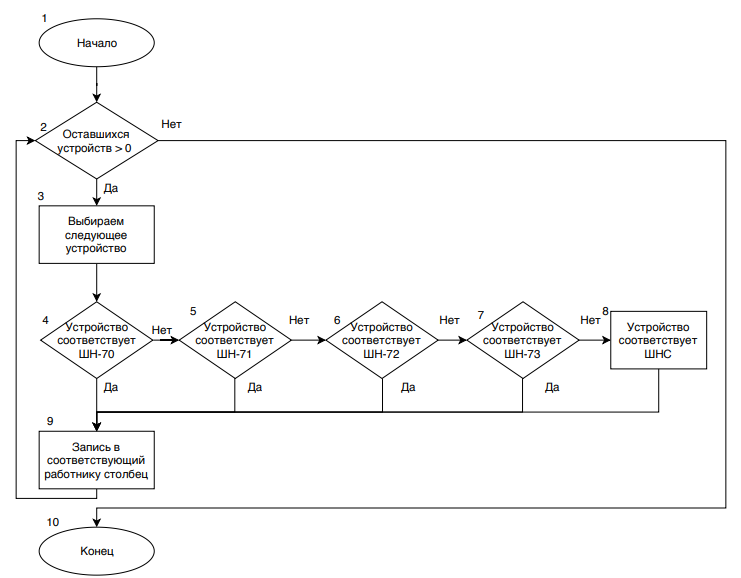 1
Начало
2
Оставшихся
устройств > 0
Нет
Да
3
Выбираем
следующее
устройство
4
Устройство
соответствует
ШН-70
Нет
Да
5
Устройство
соответствует
ШН-71
Нет
Да
6
Устройство
соответствует
ШН-72
Нет
Да
7
Устройство
соответствует
ШН-73
Нет
Да
8
Устройство
соответствует
ШНС
9
Запись в
соответствующий
работнику столбец
10
Конец